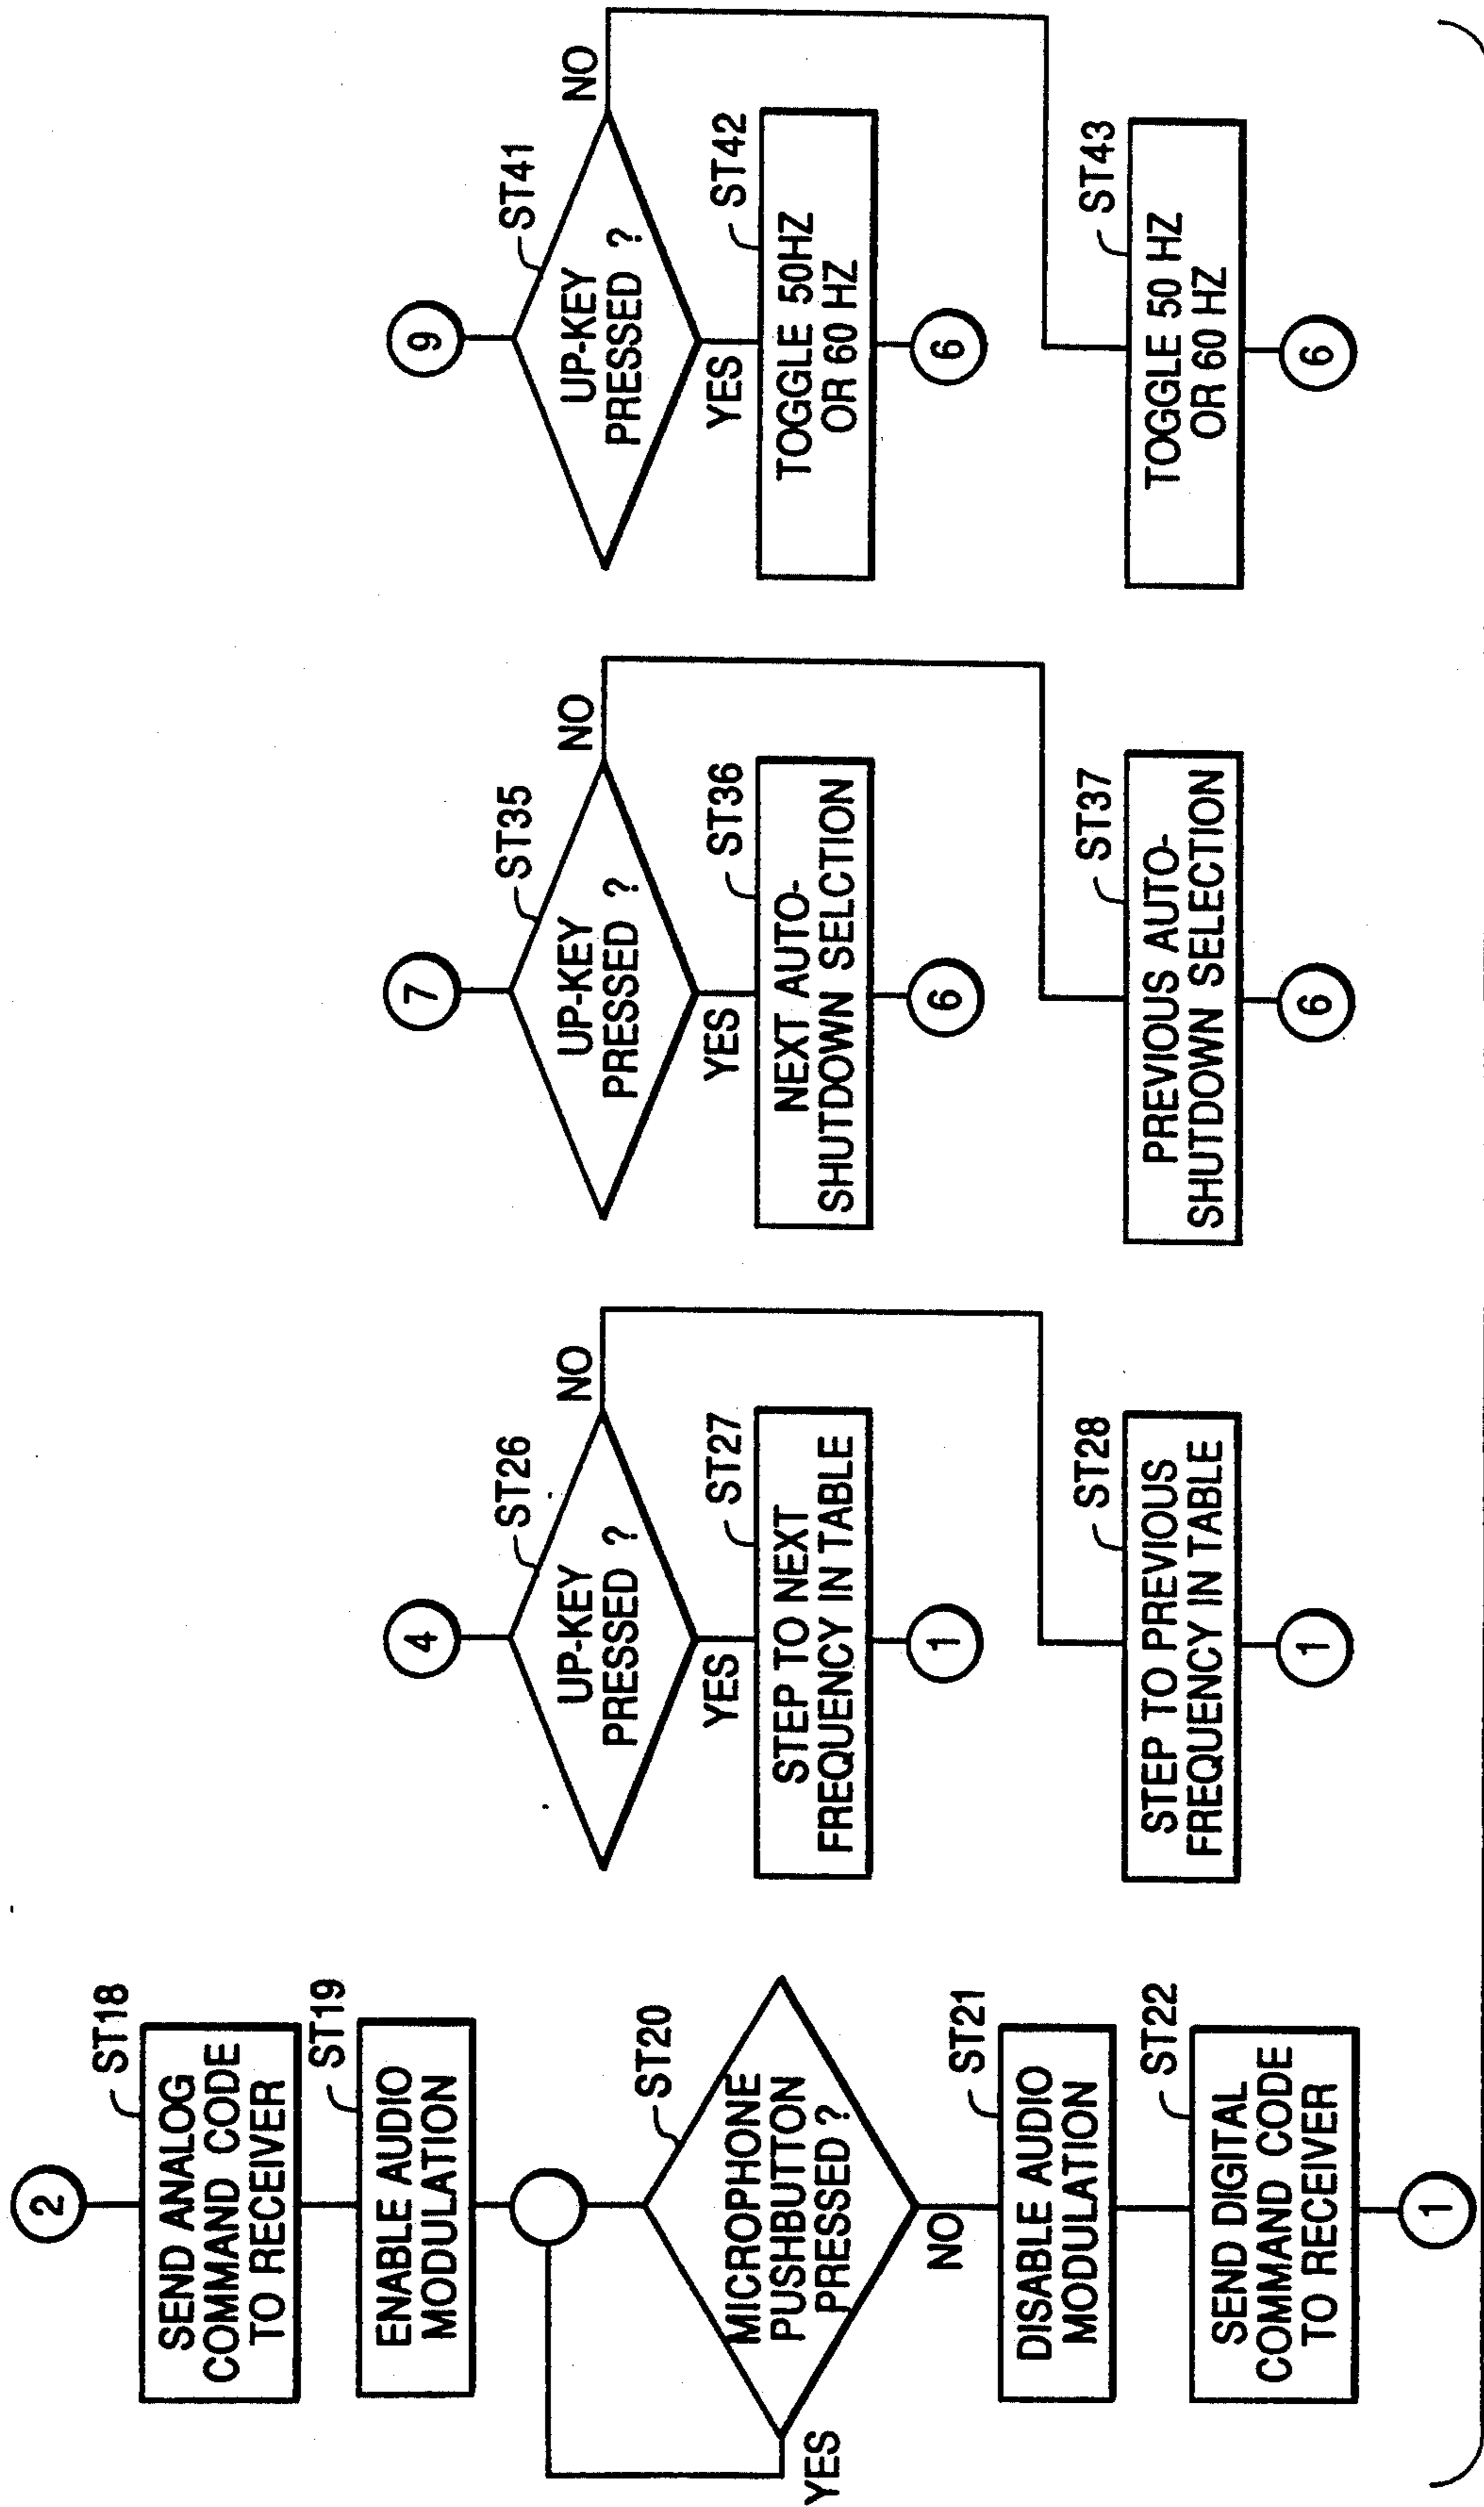 2
ST18
SEND ANALOG
COMMAND CODE
TO RECEIVER
ST19
ENABLE AUDIO
MODULATION
ST20
MICROPHONE
PUSHBUTTON
PRESSED ?
YES
NO
ST21
DISABLE AUDIO
MODULATION
ST22
SEND DIGITAL
COMMAND CODE
TO RECEIVER
1
4
ST26
UP-KEY
PRESSED ?
NO
YES
ST27
STEP TO NEXT
FREQUENCY IN TABLE
1
ST28
STEP TO PREVIOUS
FREQUENCY IN TABLE
1
7
ST35
UP-KEY
PRESSED ?
NO
YES
ST36
NEXT AUTO-
SHUTDOWN SELECTION
6
ST37
PREVIOUS AUTO-
SHUTDOWN SELECTION
6
9
ST41
UP-KEY
PRESSED ?
NO
YES
ST42
TOGGLE 50HZ
OR 60 HZ
6
ST43
TOGGLE 50 HZ
OR 60 HZ
6